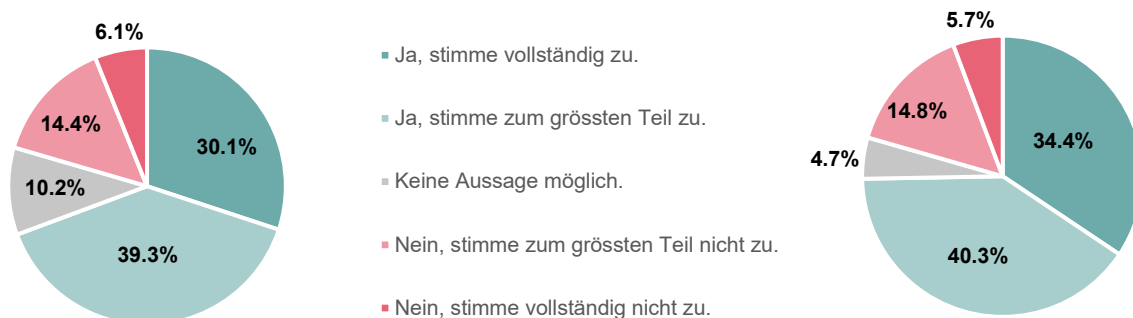 6.1%
30.1%
14.4%
10.2%
39.3%
Ja, stimme vollständig zu.
Ja, stimme zum grössten Teil zu.
Keine Aussage möglich.
Nein, stimme zum grössten Teil nicht zu.
Nein, stimme vollständig nicht zu.
5.7%
34.4%
14.8%
4.7%
40.3%